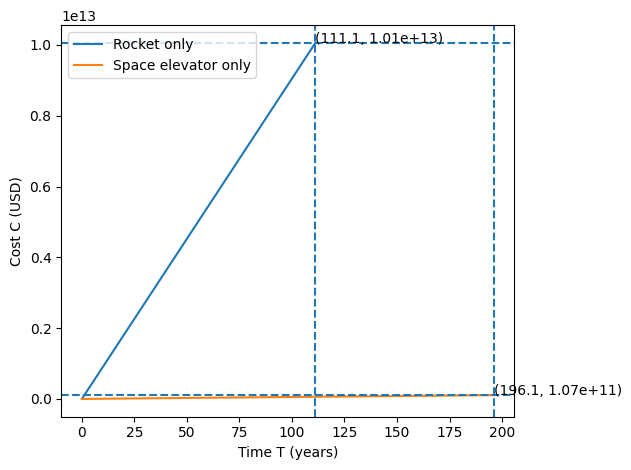 1e13
Rocket only
Space elevator only
(111.1, 1.01e+13)
(196.1, 1.07e+11)
1.0
0.8
0.6
0.4
0.2
0.0
Cost C (USD)
0 25 50 75 100 125 150 175 200
Time T (years)